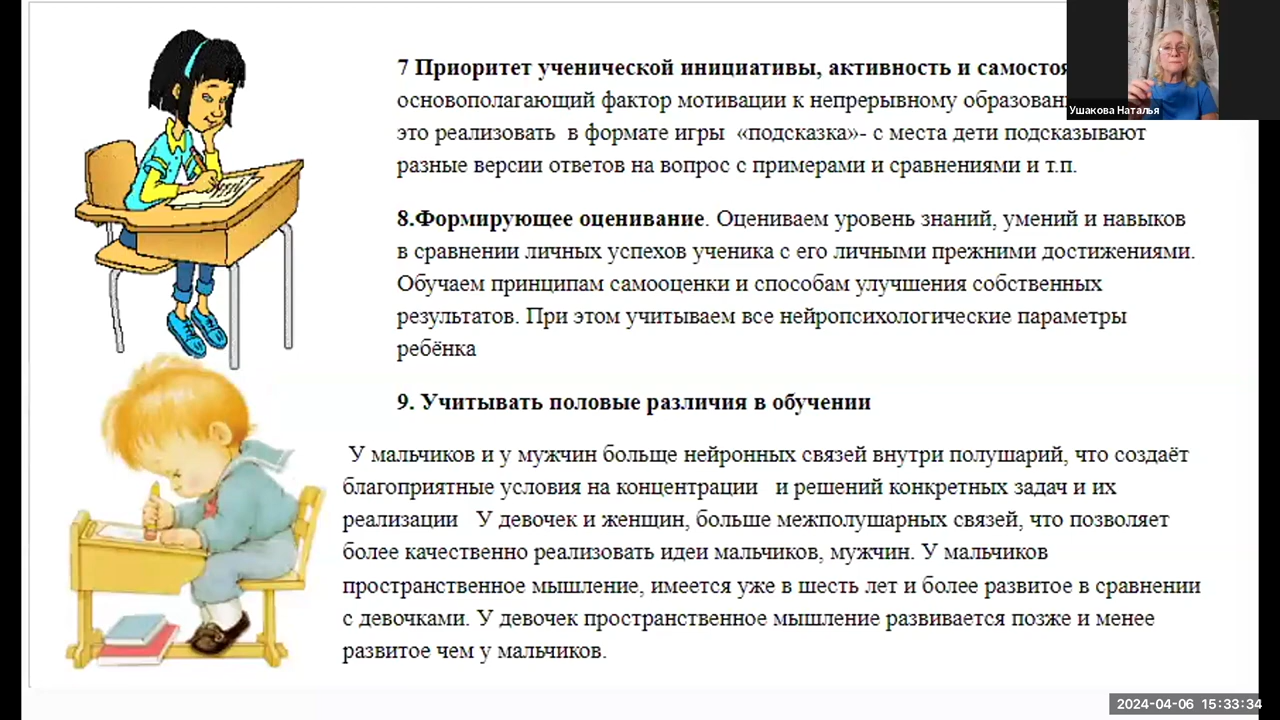 7 Приоритет ученической инициативы, активность и
основополагающий фактор мотивации к непрерывному
это реализовать в формате игры «подсказка»- с места дети подсказывают
разные версии ответов на вопрос с примерами и сравнениями и т.п.
8.Формирующее оценивание. Оцениваем уровень знаний, умений и навыков
в сравнении личных успехов ученика с его личными прежними достижениями.
Обучаем принципам самооценки и способам улучшения собственных
результатов. При этом учитываем все нейропсихологические параметры
ребёнка
9. Учитывать половые различия в обучении
У мальчиков и у мужчин больще нейронных связей внутри полушарий, что создаёт
благоприятные условия на концентрации и решений конкретных задач и их
реализации У девочек и женщин, больше межполушарных связей, что позволяет
более качественно реализовать идеи мальчиков, мужчин. У мальчиков
пространственное мышление, имеется уже в шесть лет и более развитое в сравнении
с девочками. У девочек пространственное мышление развивается позже и менее
развитое чем у мальчиков.
Ушакова Наталья
2024-04-06 15:33:34